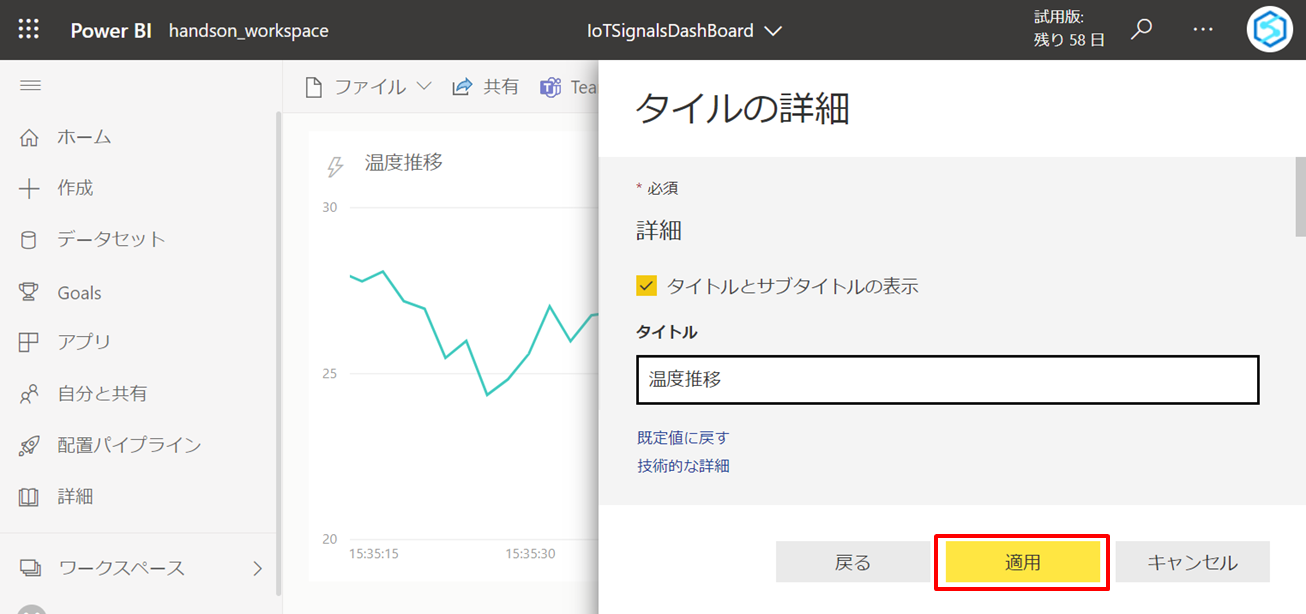 Power BI handson_workspace
IoTSignalsDashBoard
試用版:
残り 58 日
ホーム
作成
データセット
Goals
アプリ
自分と共有
配置パイプライン
詳細
ワークスペース
ファイル 共有 Tea
温度推移
30
25
20
15:35:15 15:35:30
タイルの詳細
* 必須
詳細
タイトルとサブタイトルの表示
タイトル
温度推移
既定値に戻す
技術的な詳細
戻る 適用 キャンセル